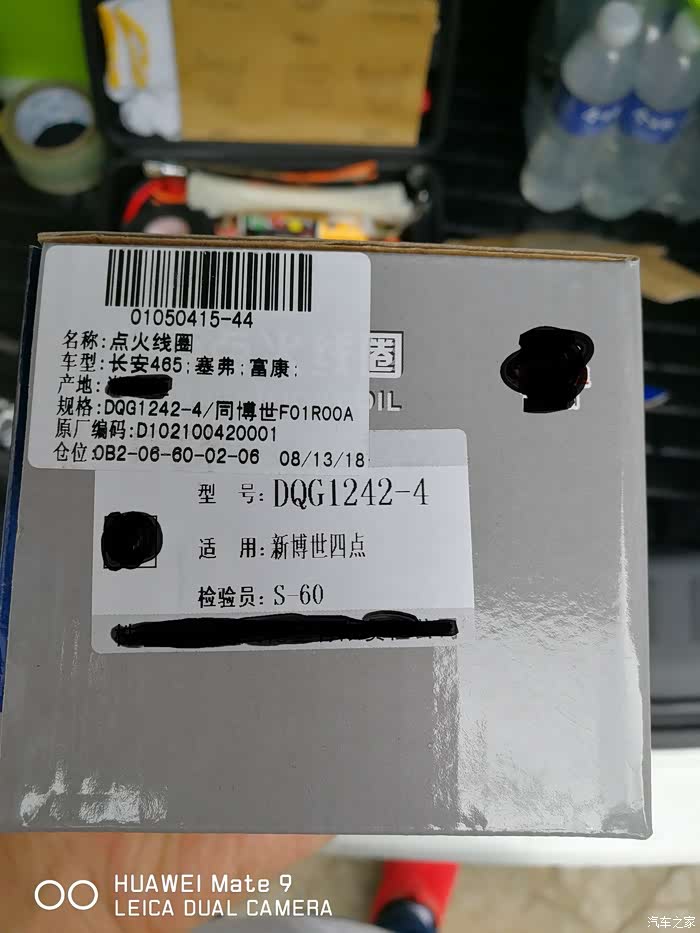 01050415-44
名称:点火线圈
车型:长安465;塞弗;富康;
产地:
规格:DQG1242-4/同博世F01R00A
原厂编码:D102100420001
仓位:0B2-06-60-02-06 08/13/18
圈
OIL
型 号:DQG1242-4
适 用:新博世四点
检验员:S-60
HUAWEI Mate 9
LEICA DUAL CAMERA
汽车之家